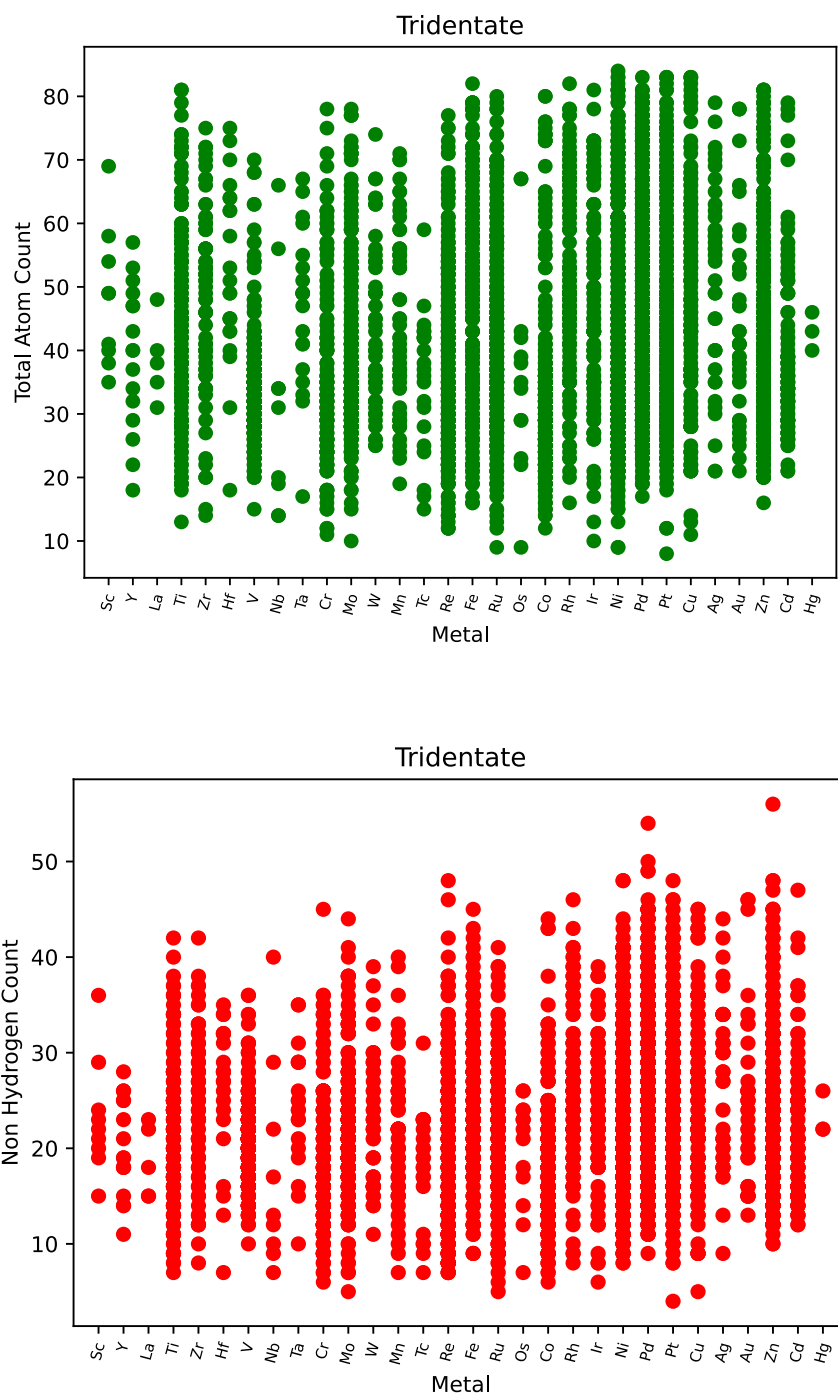 Tridentate
Total Atom Count
80
70
60
50
40
30
20
10
Sc Y La Ti Zr Hf V Nb Ta Cr Mo W Mn Tc Re Fe Ru Os Co Rh Ir Ni Pd Pt Cu Ag Au Zn Cd Hg
Metal
Tridentate
Non Hydrogen Count
50
40
30
20
10
Sc Y La Ti Zr Hf V Nb Ta Cr Mo W Mn Tc Re Fe Ru Os Co Rh Ir Ni Pd Pt Cu Ag Au Zn Cd Hg
Metal